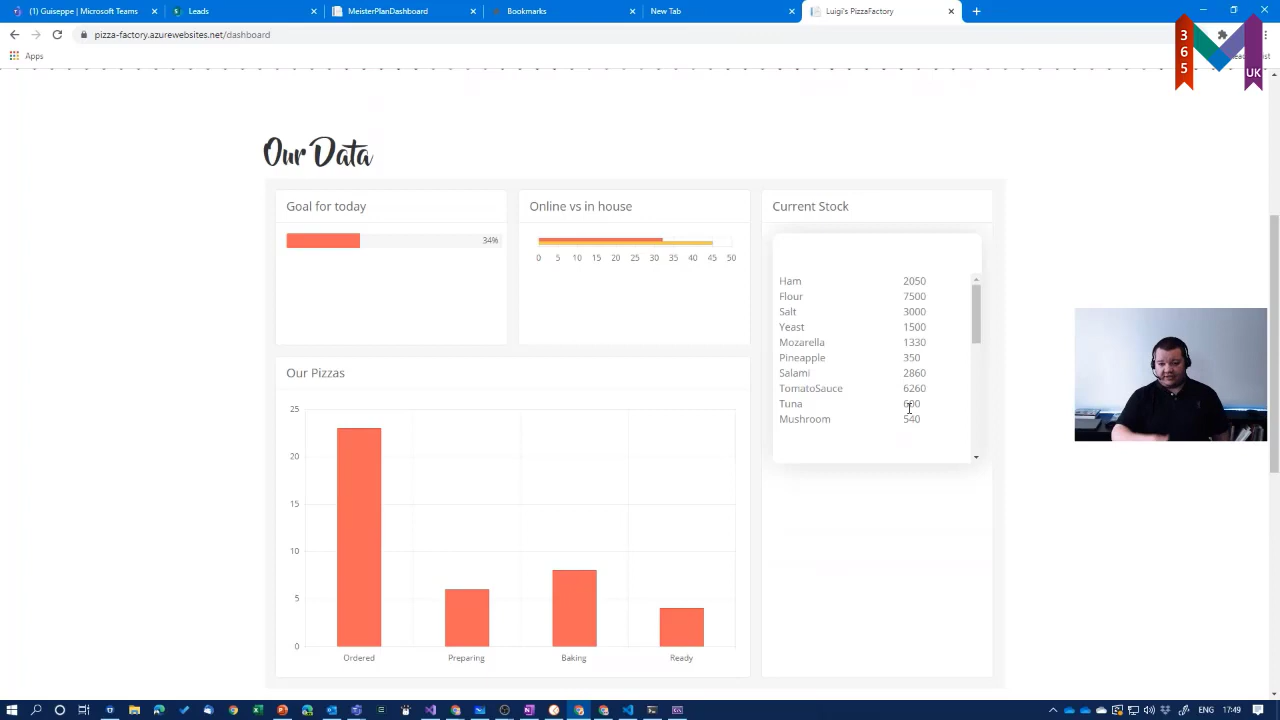 (1) Guiseppe | Microsoft Teams
Leads
MeisterPlanDashboard
Bookmarks
New Tab
Luigi's PizzaFactory
pizza-factory.azurewebsites.net/dashboard
Apps
365
UK
Our Data
Goal for today
34%
Online vs in house
0 5 10 15 20 25 30 35 40 45 50
Current Stock
Ham 2050
Flour 7500
Salt 3000
Yeast 1500
Mozarella 1330
Pineapple 350
Salami 2860
TomatoSauce 6260
Tuna
Mushroom 540
Our Pizzas
25
20
15
10
5
0
Ordered Preparing Baking Ready
ENG 17:49